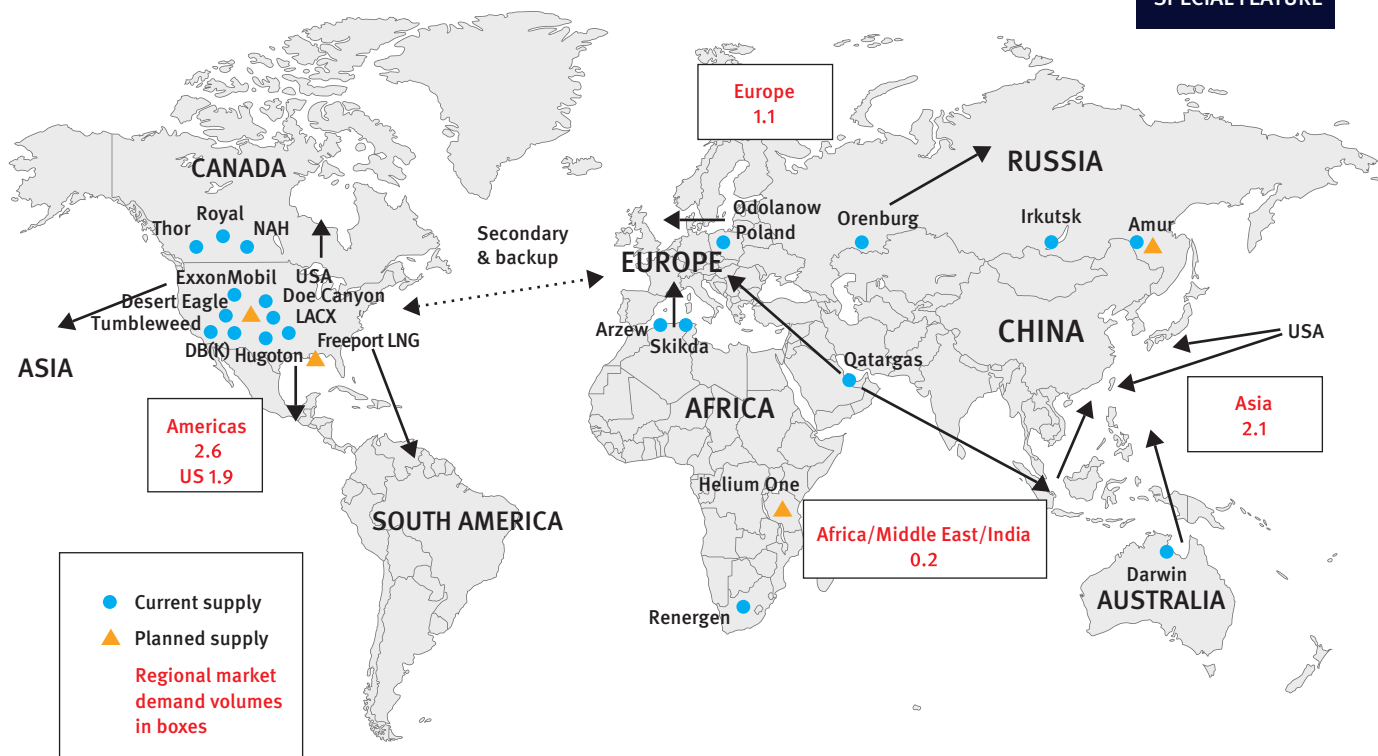 SPECIAL FEATURE
Europe
1.1
CANADA
RUSSIA
Royal
Thor
NAH
Odolanow
Poland
Orenburg
Irkutsk
Amur
Secondary
& backup
EUROPE
ExxonMobil
USA
Desert Eagle
Doe Canyon
Tumbleweed
LACX
DB(K)
Hugoton
Freeport LNG
Arzew
Skikda
CHINA
USA
ASIA
Qatargas
AFRICA
Asia
2.1
Americas
2.6
US 1.9
Helium One
SOUTH AMERICA
Africa/Middle East/India
0.2
Darwin
AUSTRALIA
Renergen
Current supply
Planned supply
Regional market
demand volumes
in boxes